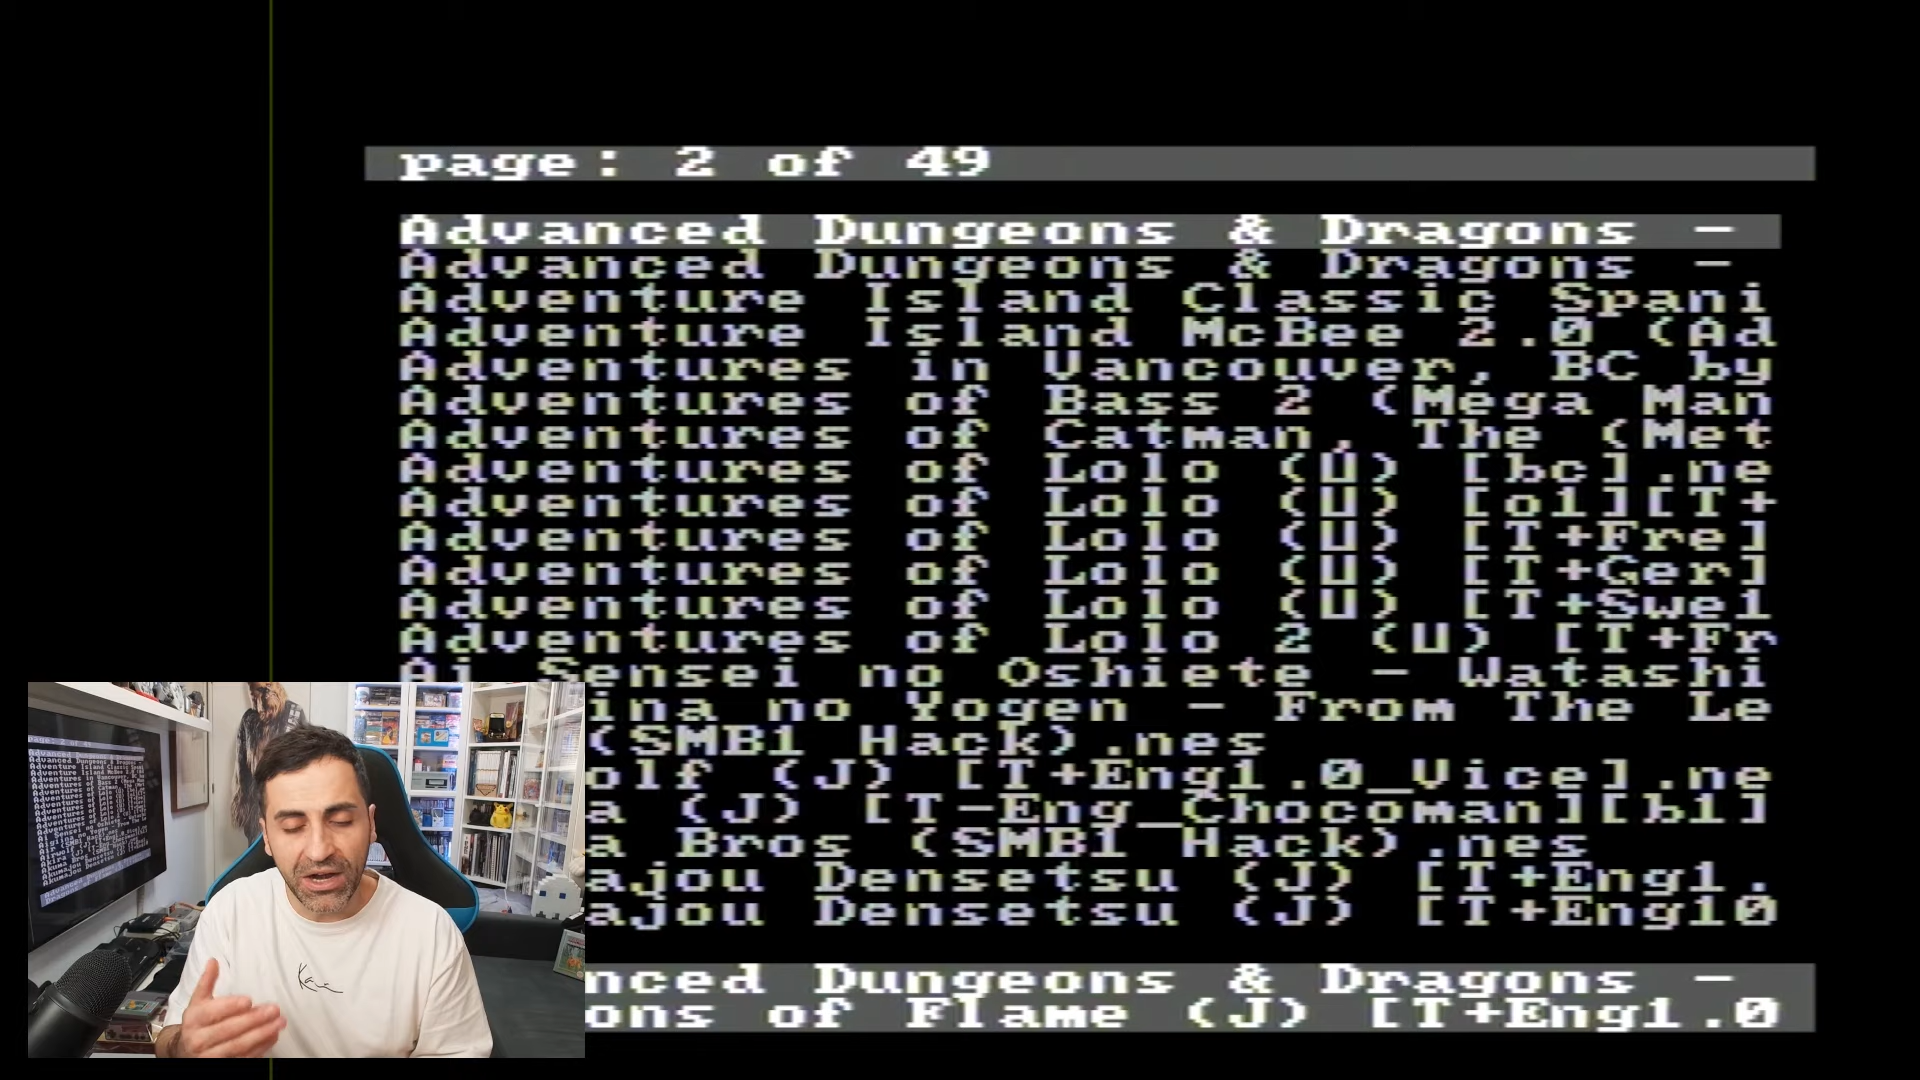 page: 2 of 49
Advanced Dungeons & Dragons -
Advanced Dungeons & Dragons -
Adventure Island Classic Spani
Adventure Island McBee 2.0 (Ad
Adventures in Vancouver, BC by
Adventures of Bass 2 (Mega Man
Adventures of Catman, The (Met
Adventures of Lolo (U) [bc].ne
Adventures of Lolo (U) [o1][T+
Adventures of Lolo (U) [T+Fre]
Adventures of Lolo (U) [T+Ger]
Adventures of Lolo (U) [T+Swe1
Adventures of Lolo 2 (U) [T+Fr
Ai Sensei no Oshiete - Watashi
ina no Yogen - From The Le
(SMB1 Hack).nes
olf (J) [T+Eng1.0_Vice].ne
a (J) [T-Eng_Chocoman][b1]
a Bros (SMB1 Hack).nes
ajou Densetsu (J) [T+Eng1.
ajou Densetsu (J) [T+Eng10
nced Dungeons & Dragons -
ons of Flame (J) [T+Eng1.0